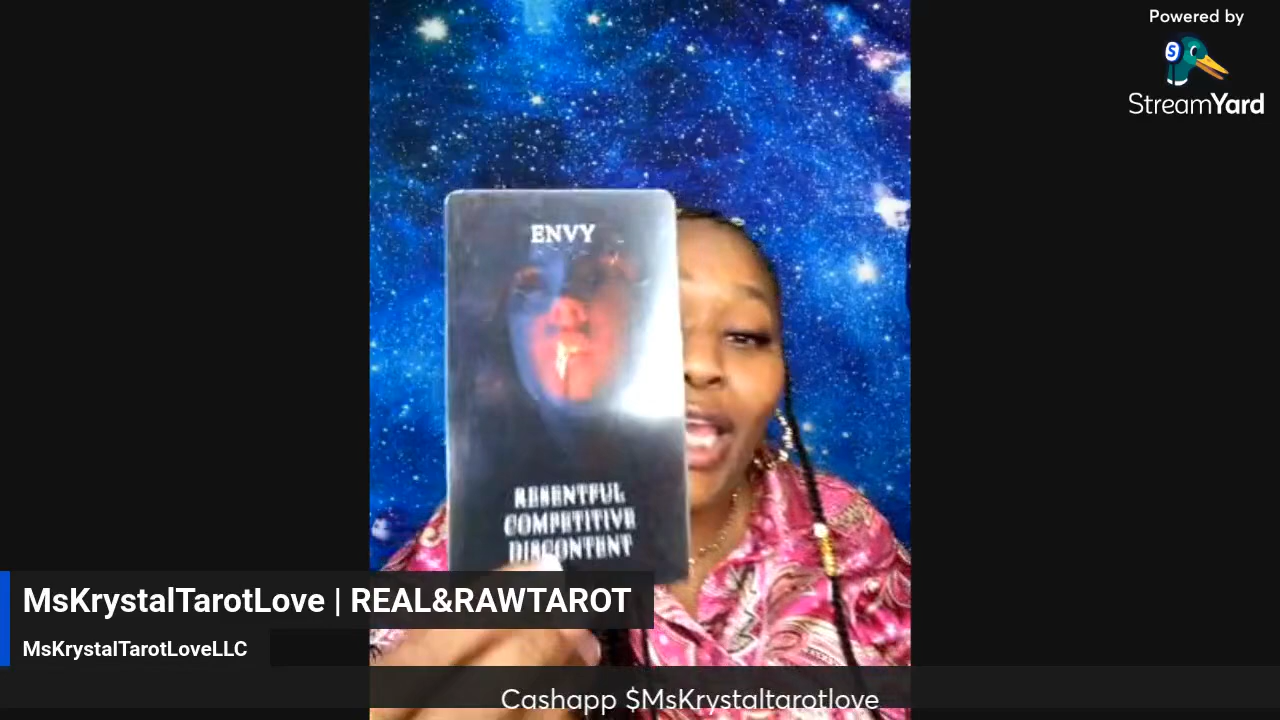 Powered by
StreamYard
ENVY
RESENTFUL
COMPETITIVE
DISCONTENT
MsKrystalTarotLove | REAL&RAWTAROT
MsKrystalTarotLoveLLC
Cashapp $MsKrystaltarotlove